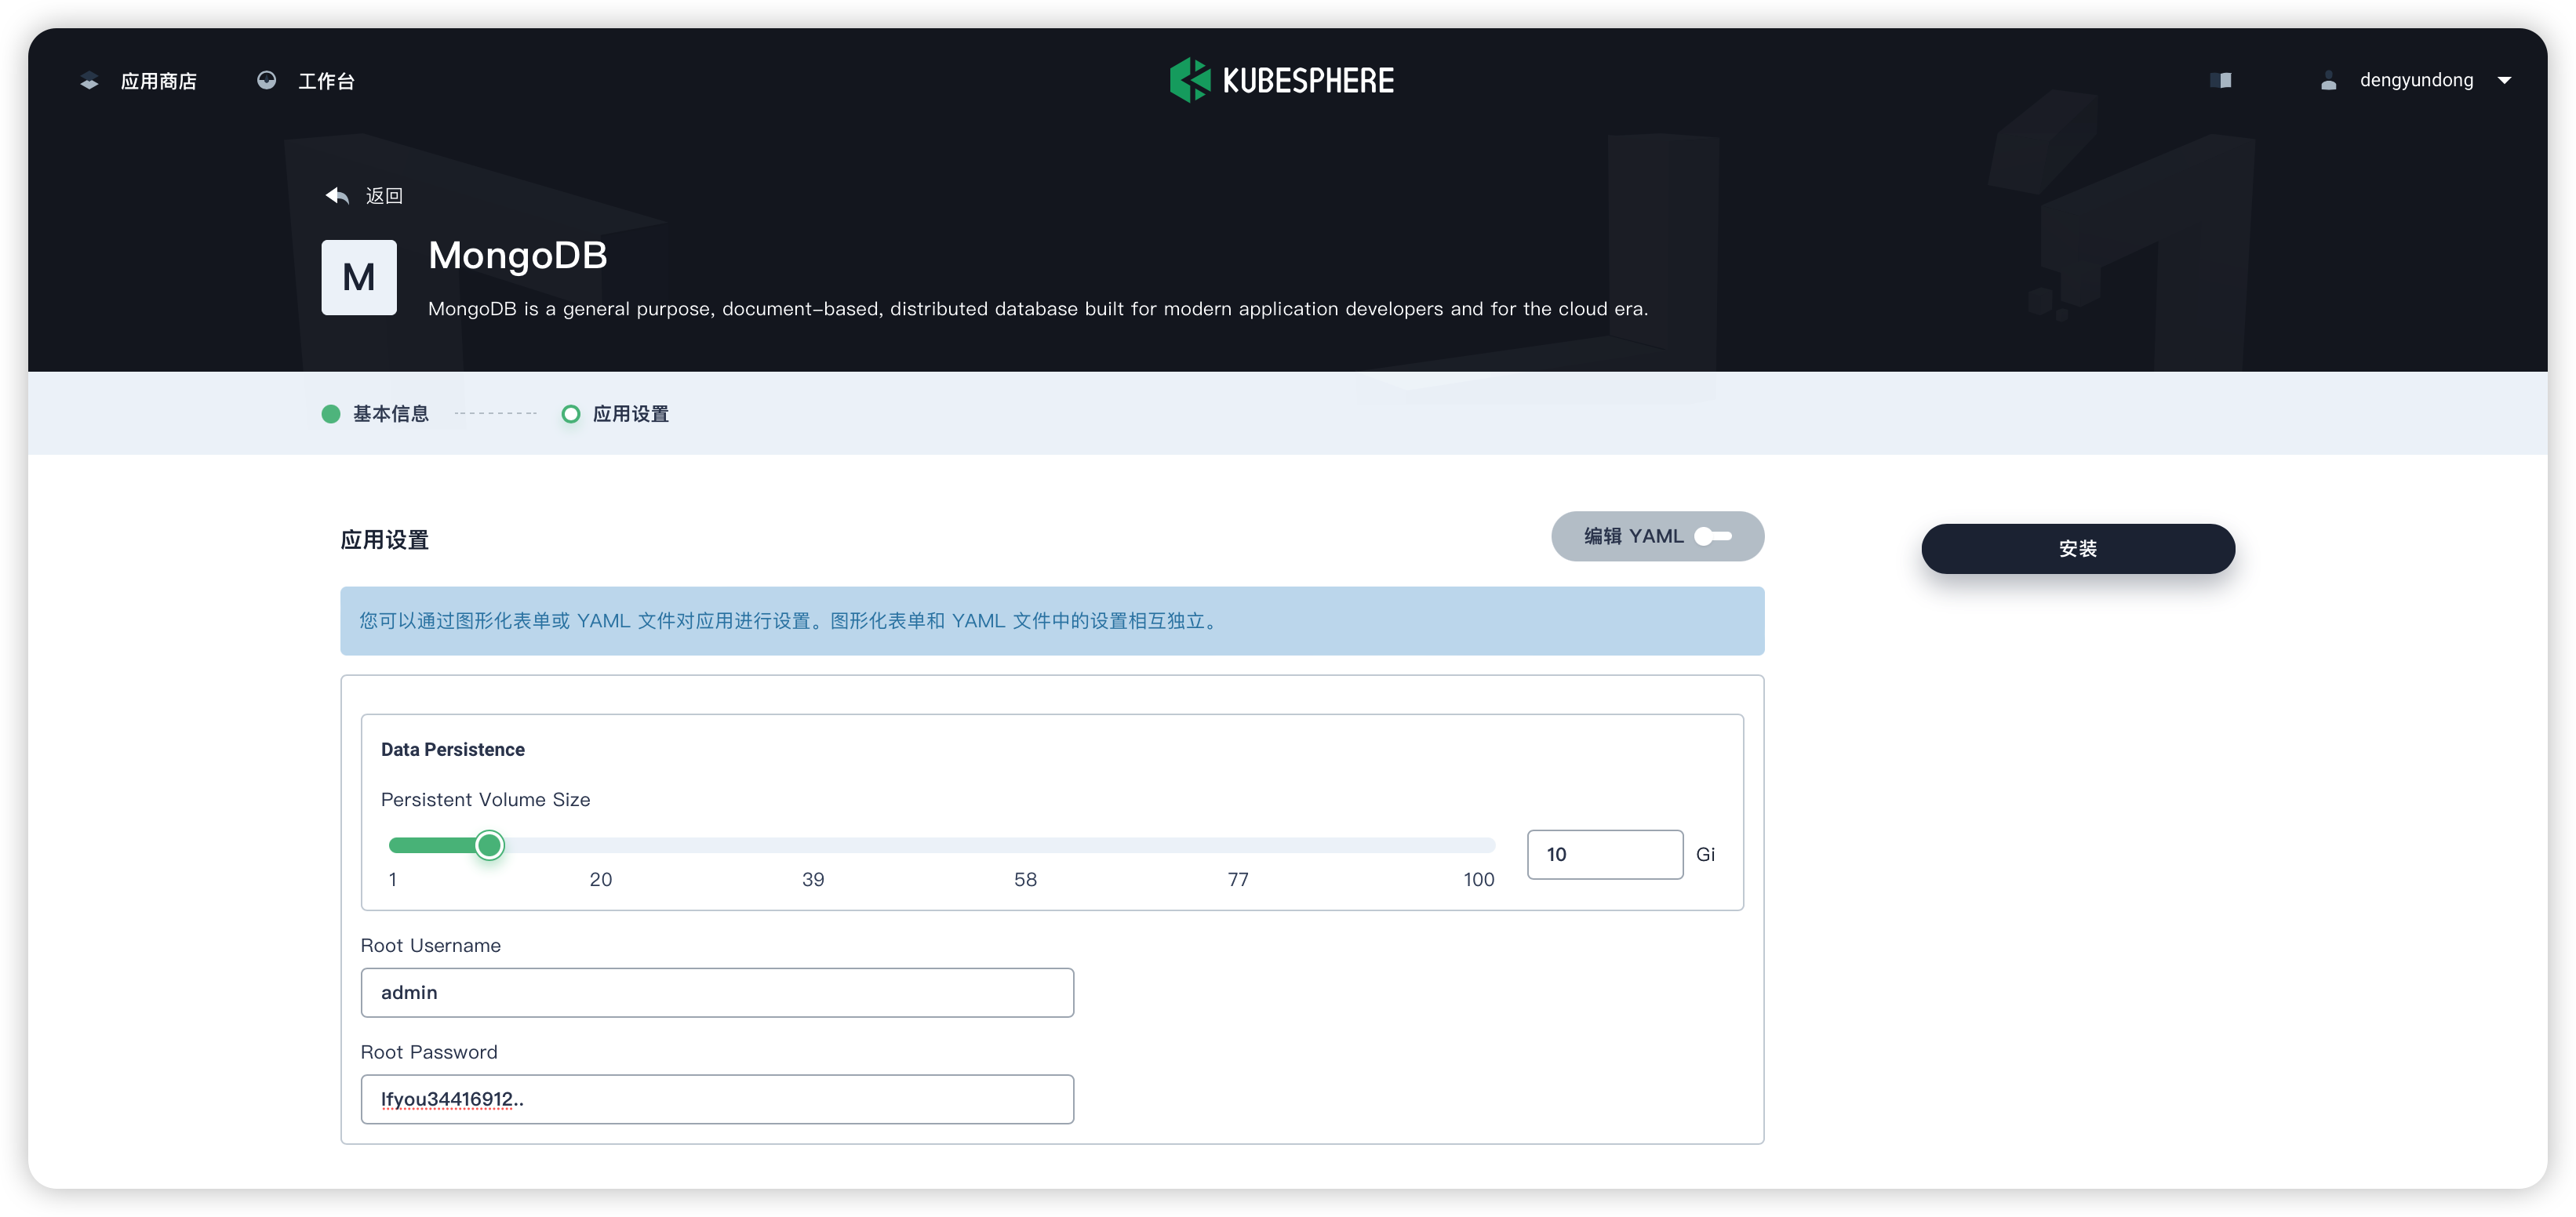 应用商店
工作台
KUBESPHERE
dengyundong
返回
M
MongoDB
MongoDB is a general purpose, document-based, distributed database built for modern application developers and for the cloud era.
基本信息
应用设置
应用设置
编辑 YAML
安装
您可以通过图形化表单或 YAML 文件对应用进行设置。图形化表单和 YAML 文件中的设置相互独立。
Data Persistence
Persistent Volume Size
10 Gi
1 20 39 58 77 100
Root Username
admin
Root Password
Ifyou34416912..